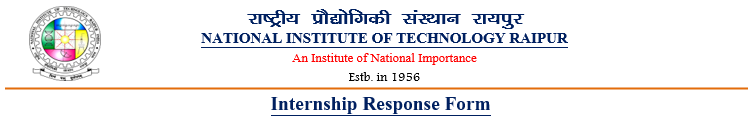 राष्ट्रीय प्रौद्योगिकी संस्थान रायपुर
NATIONAL INSTITUTE OF TECHNOLOGY RAIPUR
An Institute of National Importance
Estb. in 1956
Internship Response Form